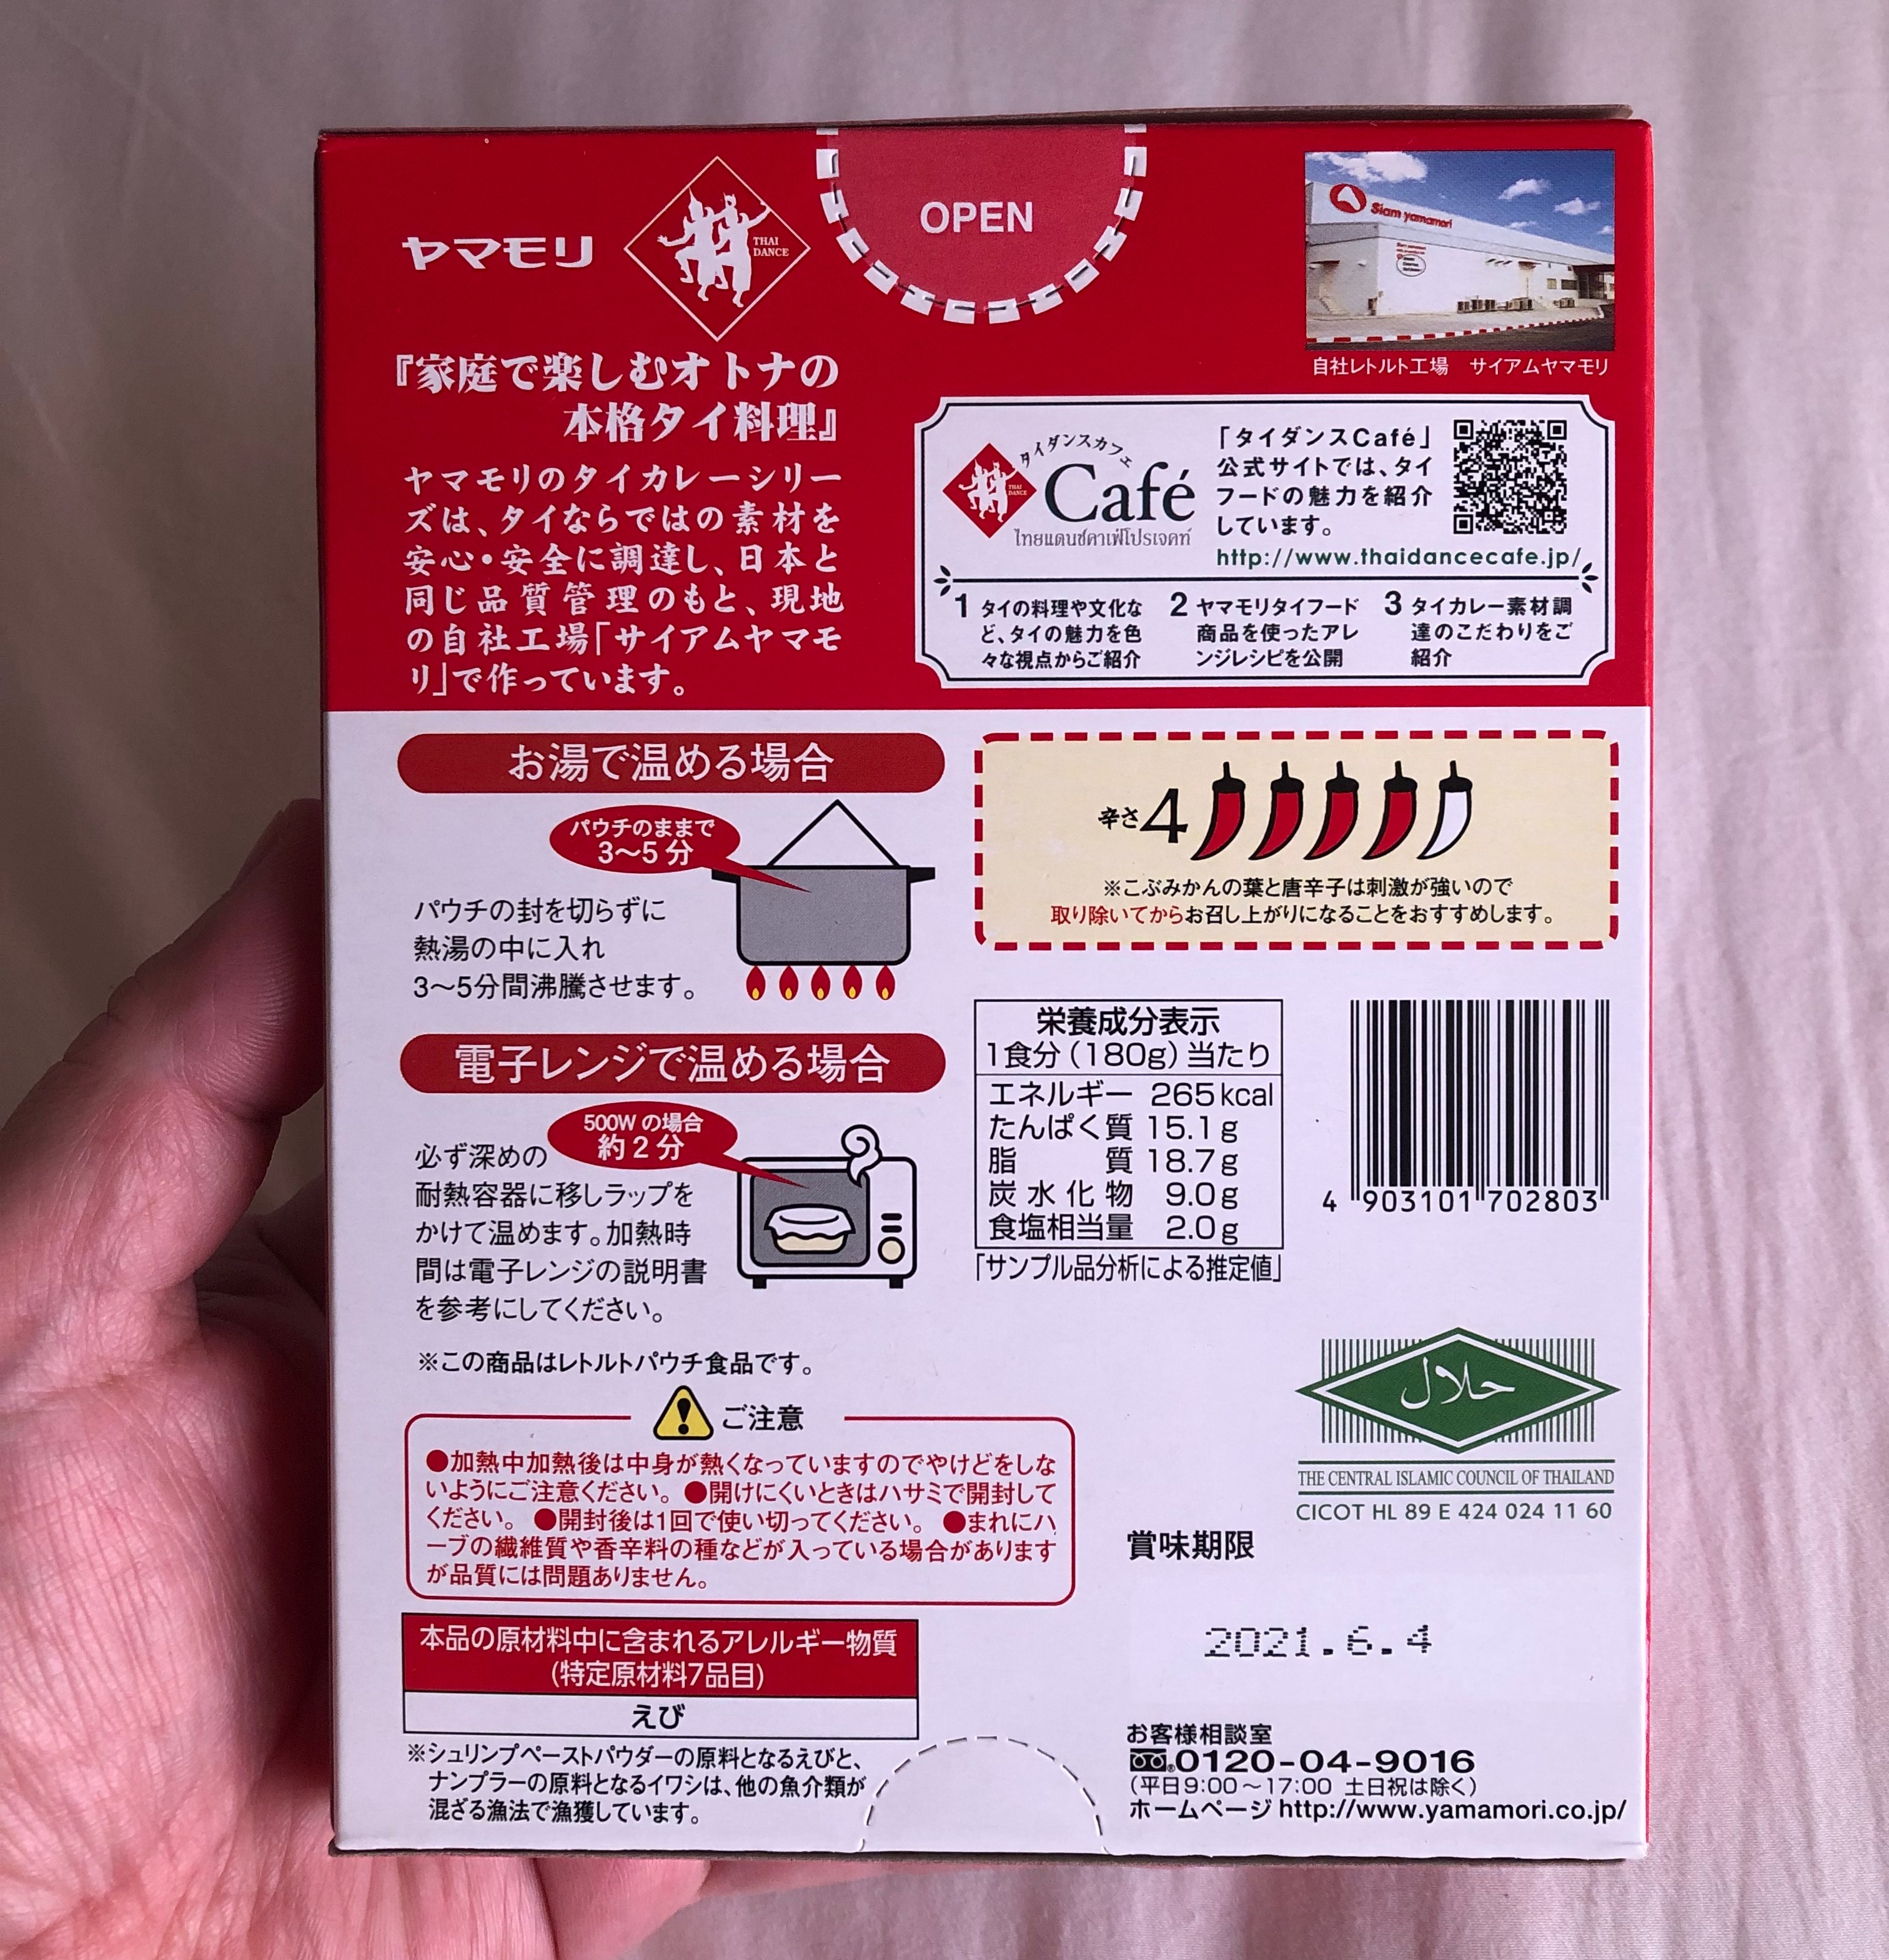 ヤマモリ
THAI
DANCE
OPEN
Siam yamamori
自社レトルト工場　サイアムヤマモリ
『家庭で楽しむオトナの
本格タイ料理』
ヤマモリのタイカレーシリー
ズは、タイならではの素材を
安心・安全に調達し、日本と
同じ品質管理のもと、現地
の自社工場「サイアムヤマモ
リ」で作っています。
タイダンスカフェ
THAI
DANCE
Café
ไทยแดนซ์คาเฟ่โปรเจคท์
「タイダンスCafé」
公式サイトでは、タイ
フードの魅力を紹介
しています。
http://www.thaidancecafe.jp/
1 タイの料理や文化な
ど、タイの魅力を色
々な視点からご紹介
2 ヤマモリタイフード
商品を使ったアレ
ンジレシピを公開
3 タイカレー素材調
達のこだわりをご
紹介
お湯で温める場合
パウチのままで
3〜5分
パウチの封を切らずに
熱湯の中に入れ
3〜5分間沸騰させます。
電子レンジで温める場合
500Wの場合
約2分
必ず深めの
耐熱容器に移しラップを
かけて温めます。加熱時
間は電子レンジの説明書
を参考にしてください。
※この商品はレトルトパウチ食品です。
辛さ4
※こぶみかんの葉と唐辛子は刺激が強いので
取り除いてからお召し上がりになることをおすすめします。
栄養成分表示
1食分（180g）当たり
エネルギー 265kcal
たんぱく質 15.1g
脂質 18.7g
炭水化物 9.0g
食塩相当量 2.0g
「サンプル品分析による推定値」
4 903101 702803
حلال
THE CENTRAL ISLAMIC COUNCIL OF THAILAND
CICOT HL 89 E 424 024 11 60
ご注意
●加熱中加熱後は中身が熱くなっていますのでやけどをしな
いようにご注意ください。●開けにくいときはハサミで開封して
ください。●開封後は1回で使い切ってください。●まれにハ
ーブの繊維質や香辛料の種などが入っている場合があります
が品質には問題ありません。
本品の原材料中に含まれるアレルギー物質
(特定原材料7品目)
えび
※シュリンプペーストパウダーの原料となるえびと、
ナンプラーの原料となるイワシは、他の魚介類が
混ざる漁法で漁獲しています。
賞味期限
2021.6.4
お客様相談室
0120-04-9016
（平日9:00〜17:00 土日祝は除く）
ホームページ http://www.yamamori.co.jp/